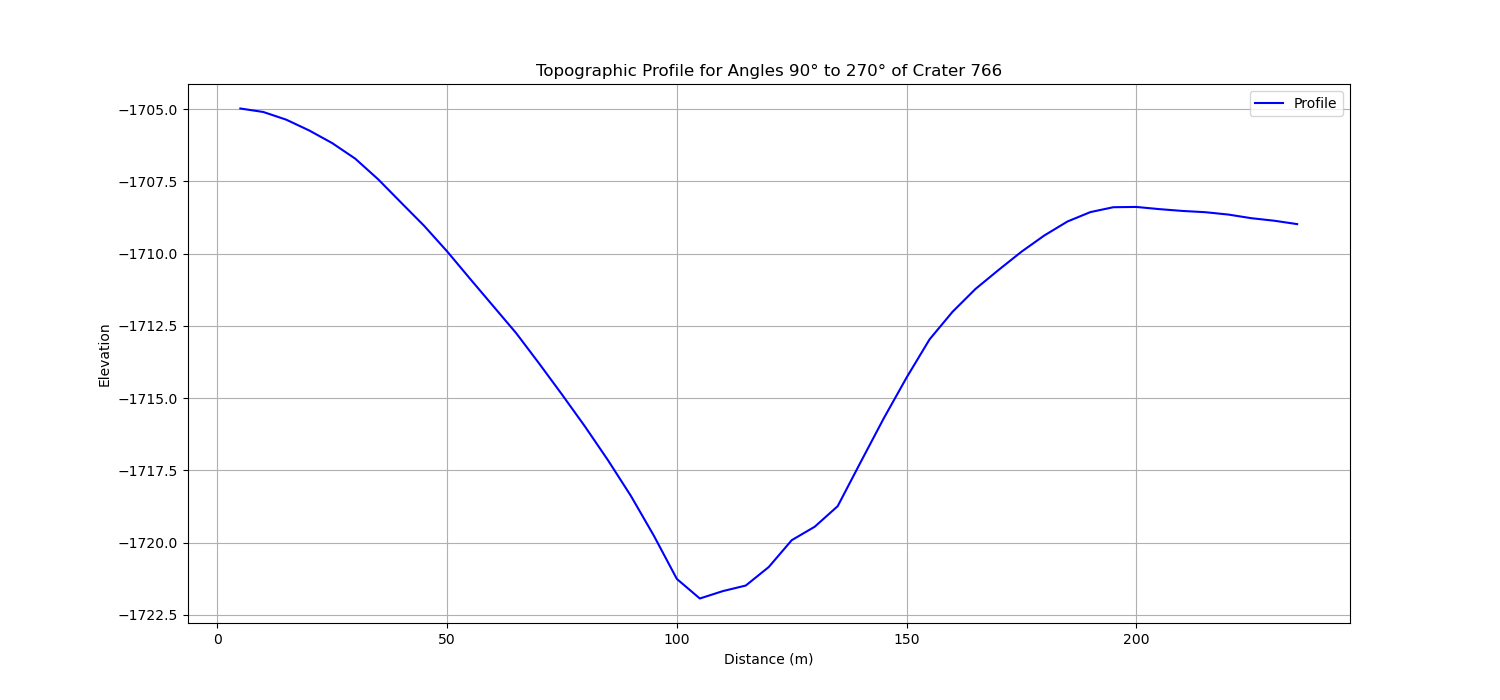 Topographic Profile for Angles 90° to 270° of Crater 766
Profile
−1705.0
−1707.5
−1710.0
−1712.5
−1715.0
−1717.5
−1720.0
−1722.5
Elevation
0 50 100 150 200
Distance (m)